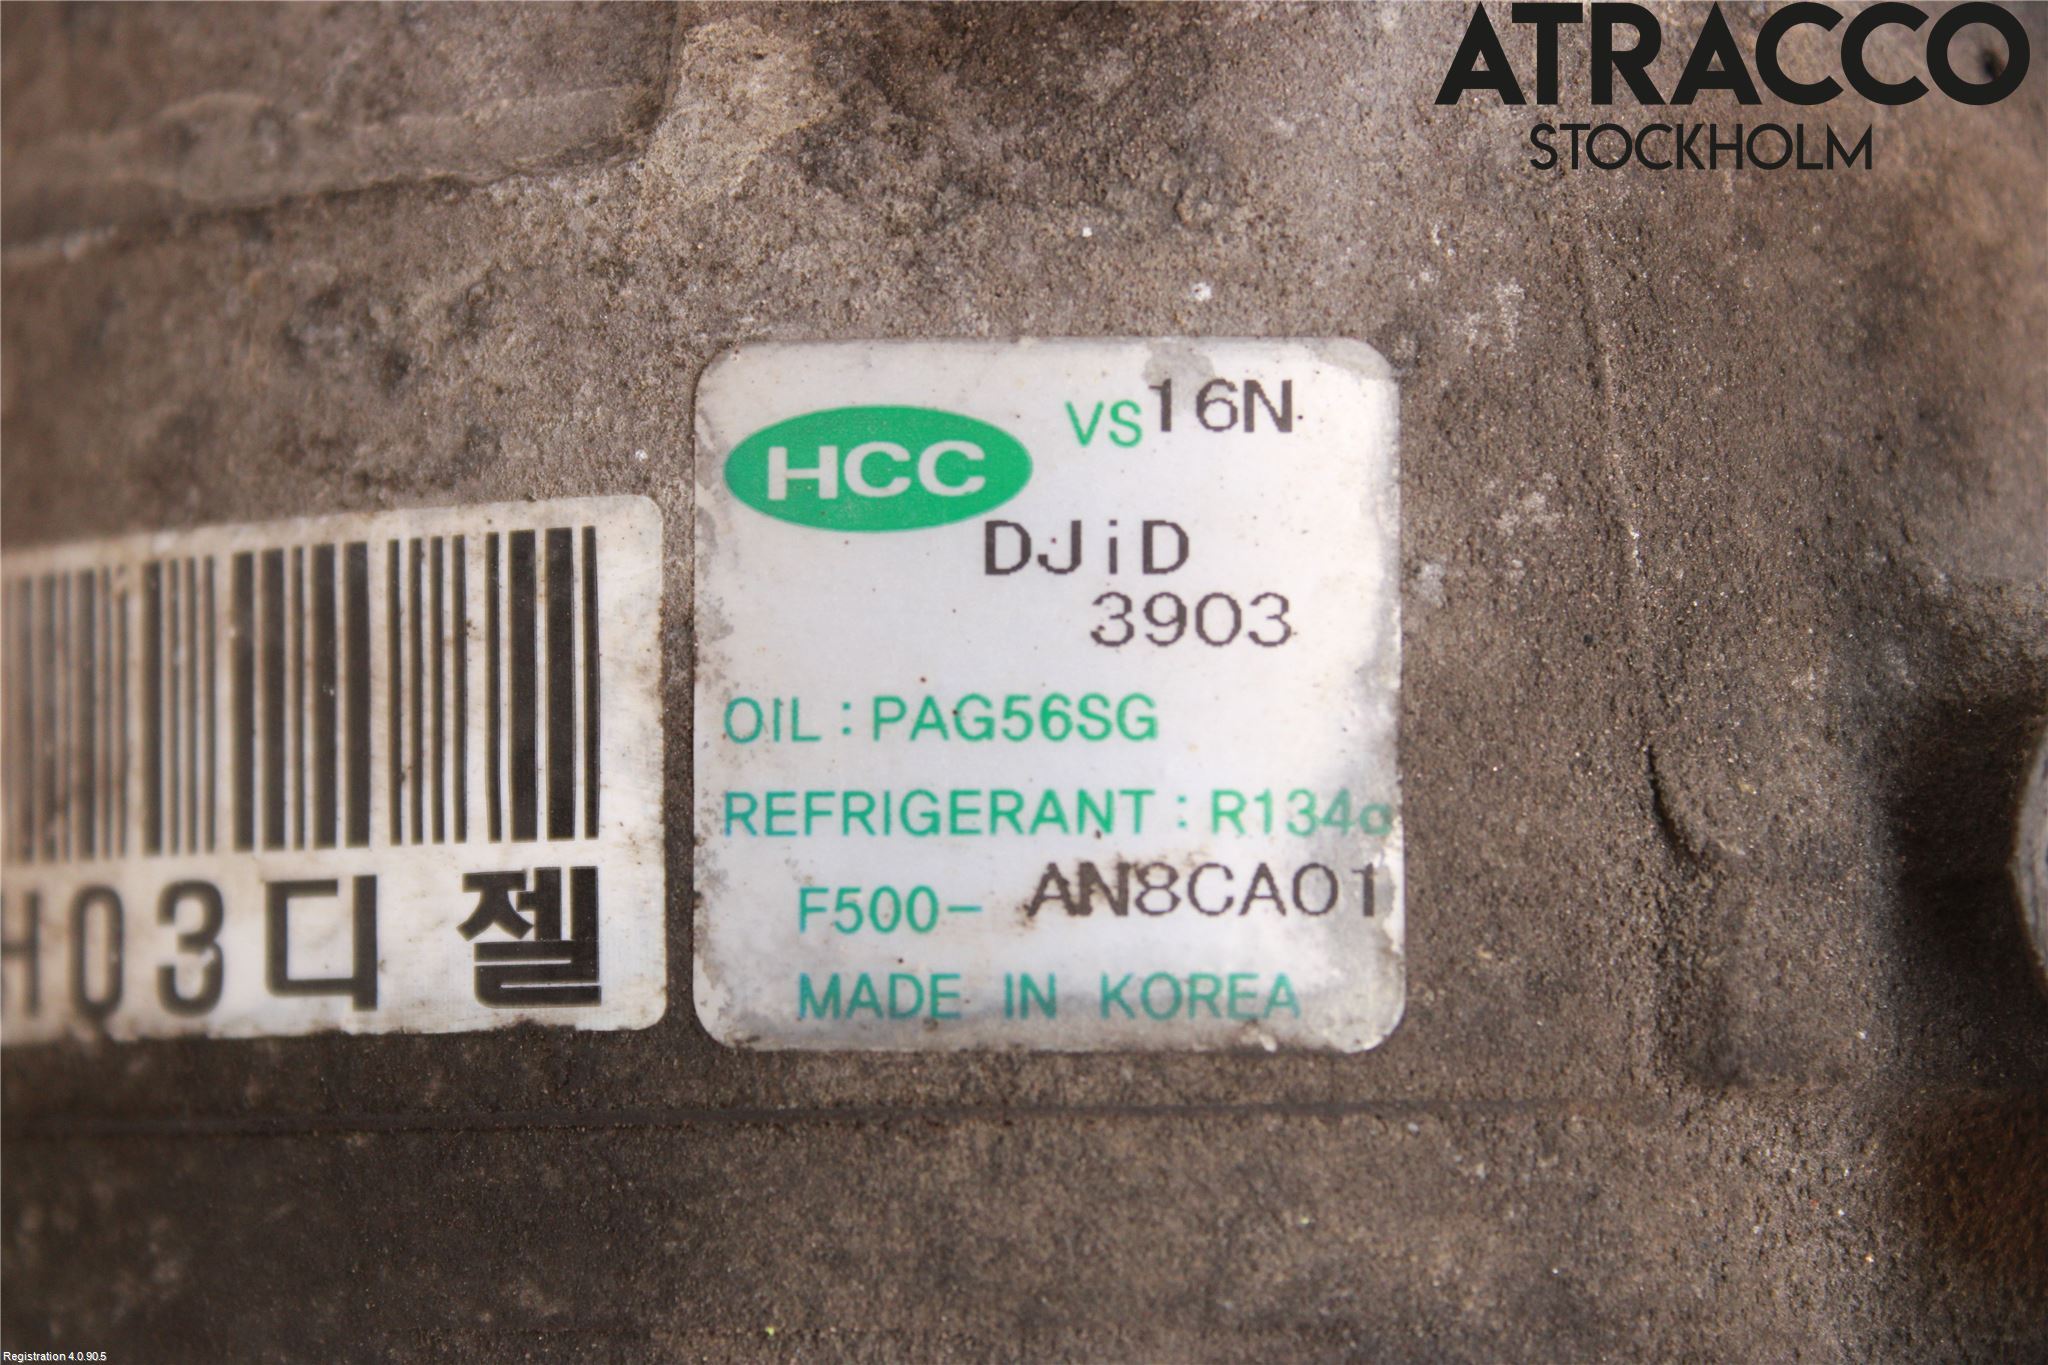 ATRACCO
STOCKHOLM
HCC
VS16N
DJiD
3903
OIL : PAG56SG
REFRIGERANT : R134a
F500- AN8CA01
MADE IN KOREA
HQ3디젤
Registration 4.0.90.5